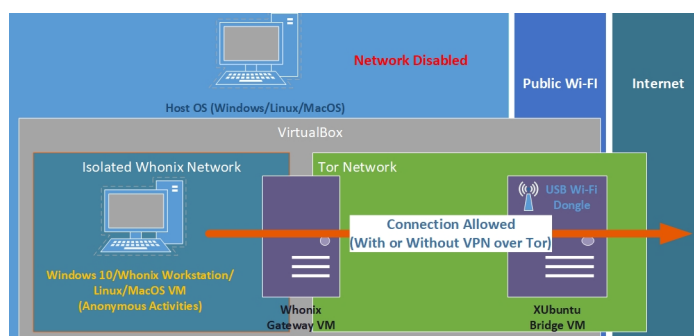 Network Disabled
Public Wi-FI
Internet
Host OS (Windows/Linux/MacOS)
VirtualBox
Isolated Whonix Network
Tor Network
USB Wi-Fi
Dongle
Connection Allowed
(With or Without VPN over Tor)
Windows 10/Whonix Workstation/
Linux/MacOS VM
(Anonymous Activities)
Whonix
Gateway VM
XUbuntu
Bridge VM